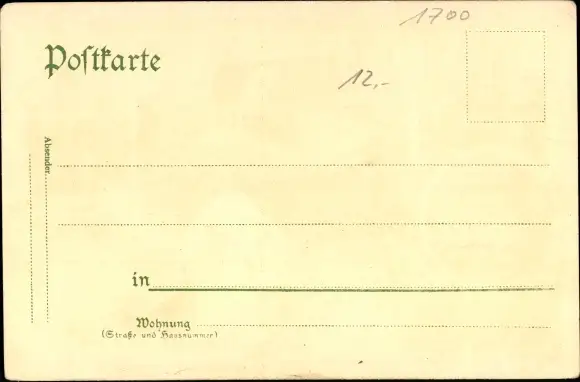 1700
Postkarte
12,-
Absender.
in
Wohnung
(Straße und Hausnummer)